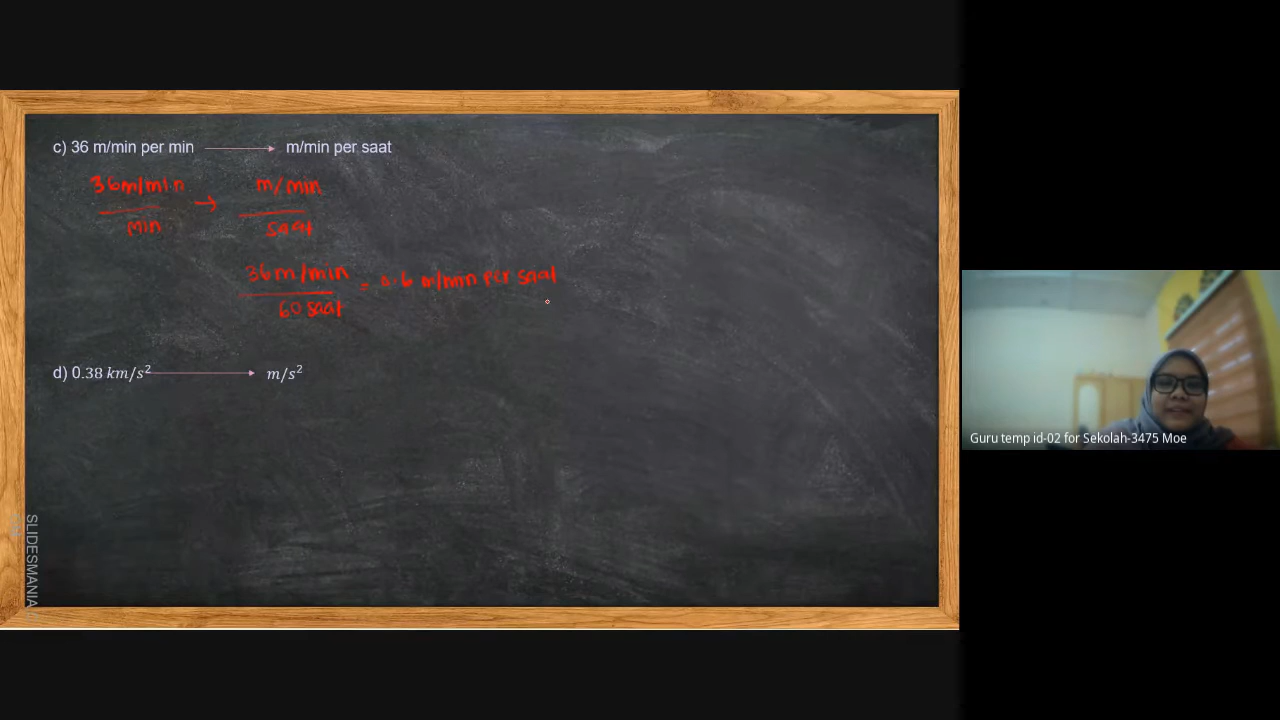 c) 36 m/min per min → m/min per saat
36m/min → m/min
min saat
36m/min = 0.6 m/min per saat
60 saat
d) 0.38 km/s² → m/s²
SLIDESMANIA
Guru temp id-02 for Sekolah-3475 Moe